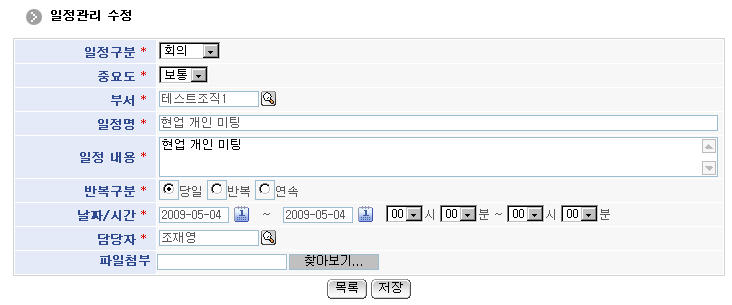 일정관리 수정
일정구분 * 회의
중요도 * 보통
부서 * 테스트조직1
일정명 * 현업 개인 미팅
일정 내용 * 현업 개인 미팅
반복구분 * 당일 반복 연속
날짜/시간 * 2009-05-04 ~ 2009-05-04 00 시 00 분 ~ 00 시 00 분
담당자 * 조재영
파일첨부 찾아보기...
목록 저장